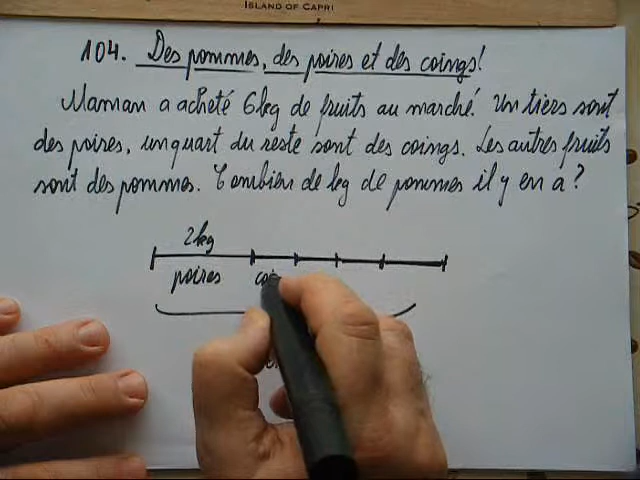 ISLAND OF CAPRI
104. Des pommes, des poires et des coings!
Maman a acheté 6kg de fruits au marché. Un tiers sont
des poires, un quart du reste sont des coings. Les autres fruits
sont des pommes. Combien de kg de pommes il y en a?
2kg
poires coi